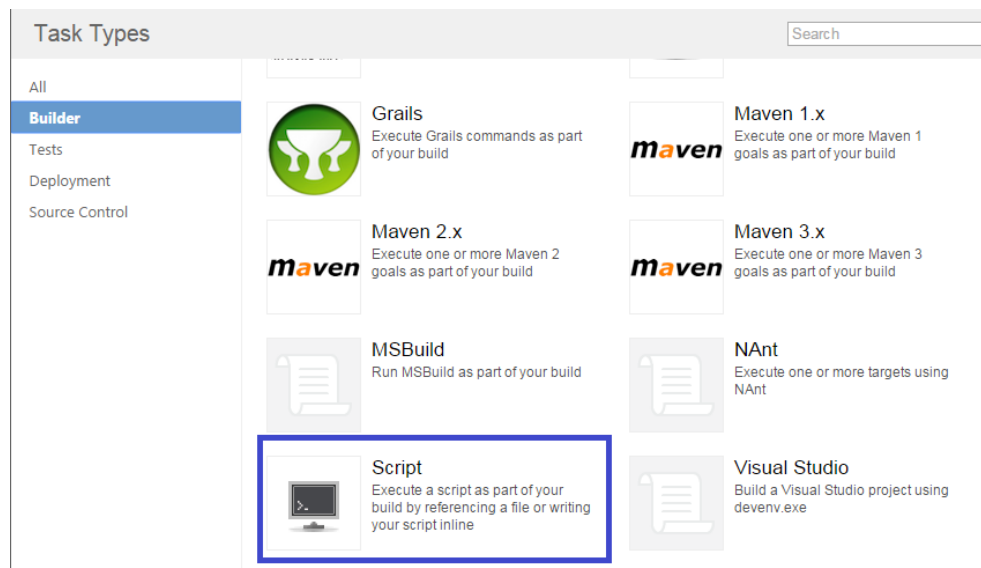 Task Types
Search
All
Builder
Tests
Deployment
Source Control
Grails
Execute Grails commands as part
of your build
maven
Maven 1.x
Execute one or more Maven 1
goals as part of your build
maven
Maven 2.x
Execute one or more Maven 2
goals as part of your build
maven
Maven 3.x
Execute one or more Maven 3
goals as part of your build
MSBuild
Run MSBuild as part of your build
NAnt
Execute one or more targets using
NAnt
>_
Script
Execute a script as part of your
build by referencing a file or writing
your script inline
Visual Studio
Build a Visual Studio project using
devenv.exe